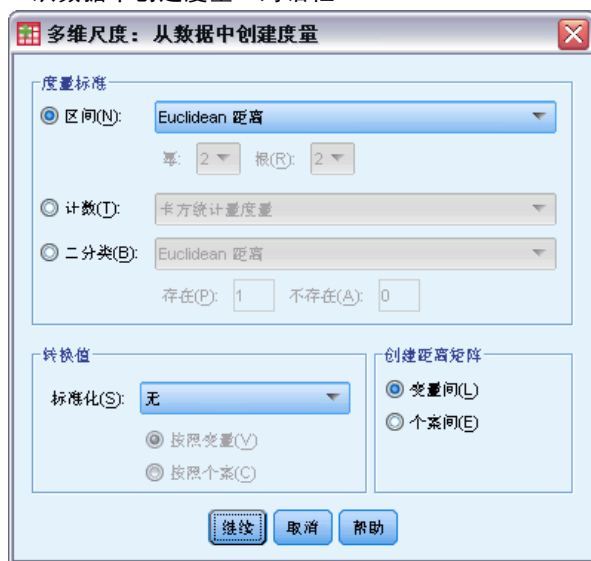 多维尺度：从数据中创建度量
度量标准
区间(N): Euclidean 距离
幂: 2 根(R): 2
计数(T): 卡方统计量度量
二分类(B): Euclidean 距离
存在(P): 1 不存在(A): 0
转换值
标准化(S): 无
按照变量(V)
按照个案(C)
创建距离矩阵
变量间(L)
个案间(E)
继续 取消 帮助